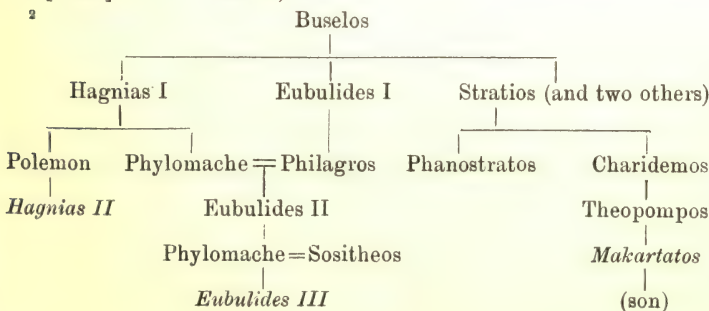 2
Buselos
Hagnias I Eubulides I Stratios (and two others)
Polemon Phylomache = Philagros Phanostratos Charidemos
Hagnias II Eubulides II Theopompos
Phylomache = Sositheos Makartatos
Eubulides III (son)